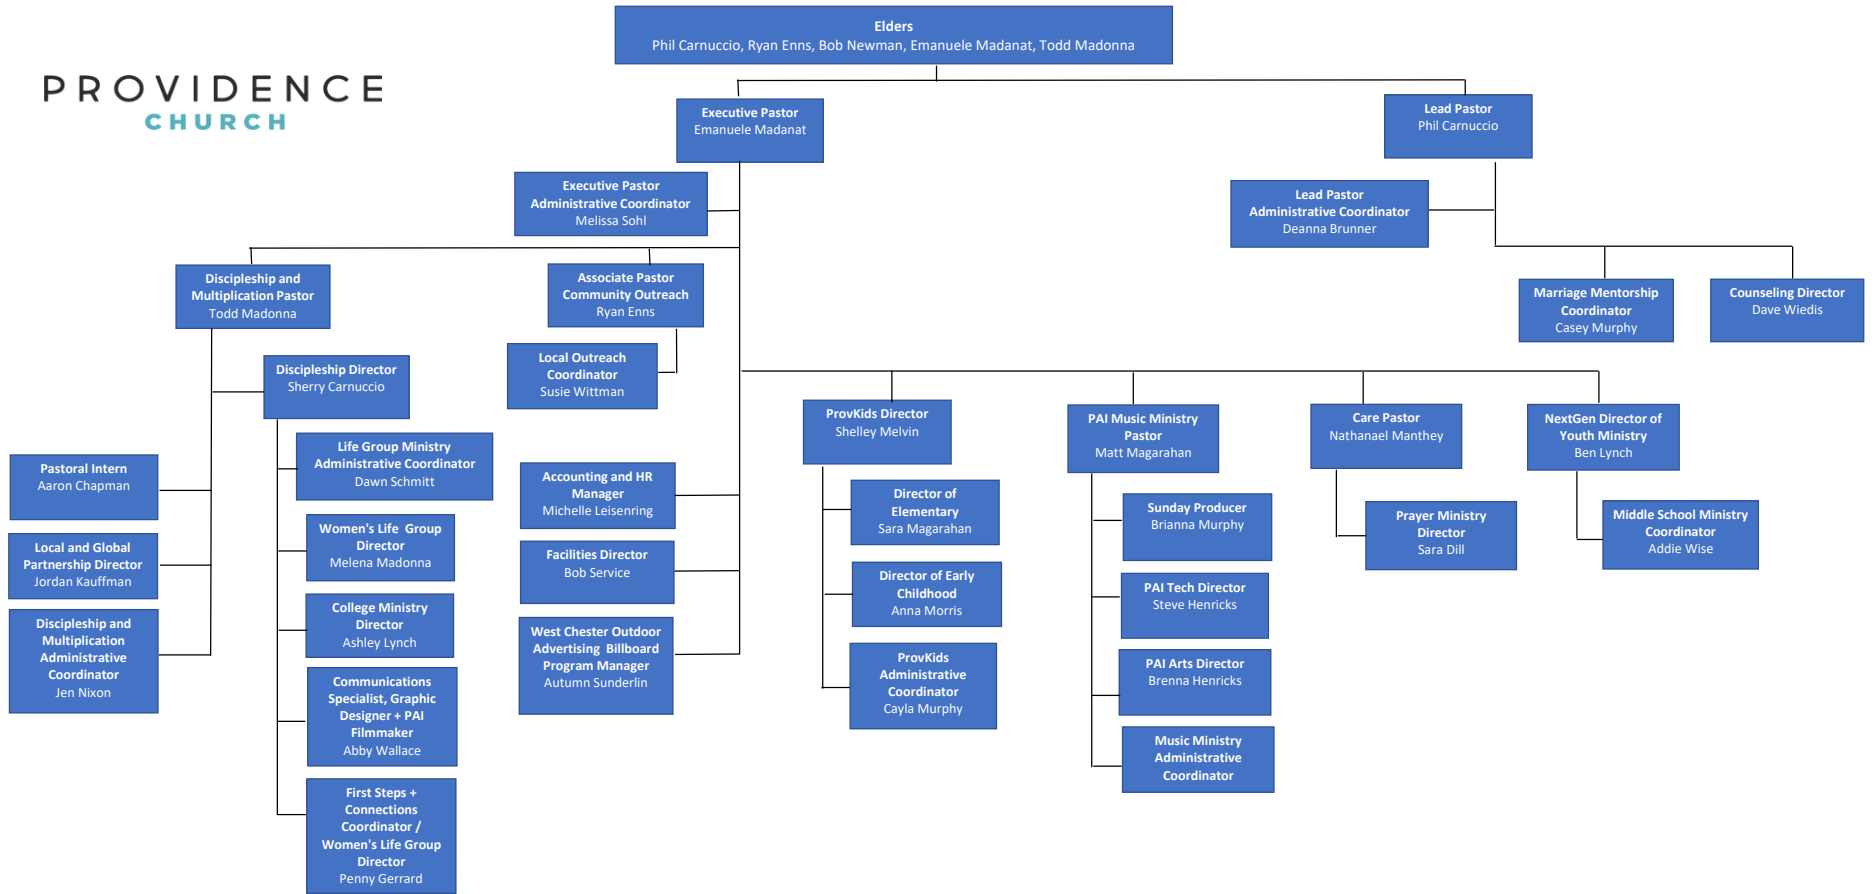 PROVIDENCE
CHURCH
Elders
Phil Carnuccio, Ryan Enns, Bob Newman, Emanuele Madanat, Todd Madonna
Executive Pastor
Emanuele Madanat
Lead Pastor
Phil Carnuccio
Executive Pastor
Administrative Coordinator
Melissa Sohl
Lead Pastor
Administrative Coordinator
Deanna Brunner
Discipleship and
Multiplication Pastor
Todd Madonna
Associate Pastor
Community Outreach
Ryan Enns
Marriage Mentorship
Coordinator
Casey Murphy
Counseling Director
Dave Wiedis
Discipleship Director
Sherry Carnuccio
Local Outreach
Coordinator
Susie Wittman
ProvKids Director
Shelley Melvin
PAI Music Ministry
Pastor
Matt Magarahan
Care Pastor
Nathanael Manthey
NextGen Director of
Youth Ministry
Ben Lynch
Pastoral Intern
Aaron Chapman
Local and Global
Partnership Director
Jordan Kauffman
Discipleship and
Multiplication
Administrative
Coordinator
Jen Nixon
Life Group Ministry
Administrative Coordinator
Dawn Schmitt
Women's Life Group
Director
Melena Madonna
College Ministry
Director
Ashley Lynch
Communications
Specialist, Graphic
Designer + PAI
Filmmaker
Abby Wallace
First Steps +
Connections
Coordinator /
Women's Life Group
Director
Penny Gerrard
Accounting and HR
Manager
Michelle Leisenring
Facilities Director
Bob Service
West Chester Outdoor
Advertising Billboard
Program Manager
Autumn Sunderlin
Director of
Elementary
Sara Magarahan
Director of Early
Childhood
Anna Morris
ProvKids
Administrative
Coordinator
Cayla Murphy
Sunday Producer
Brianna Murphy
PAI Tech Director
Steve Henricks
PAI Arts Director
Brenna Henricks
Music Ministry
Administrative
Coordinator
Prayer Ministry
Director
Sara Dill
Middle School Ministry
Coordinator
Addie Wise